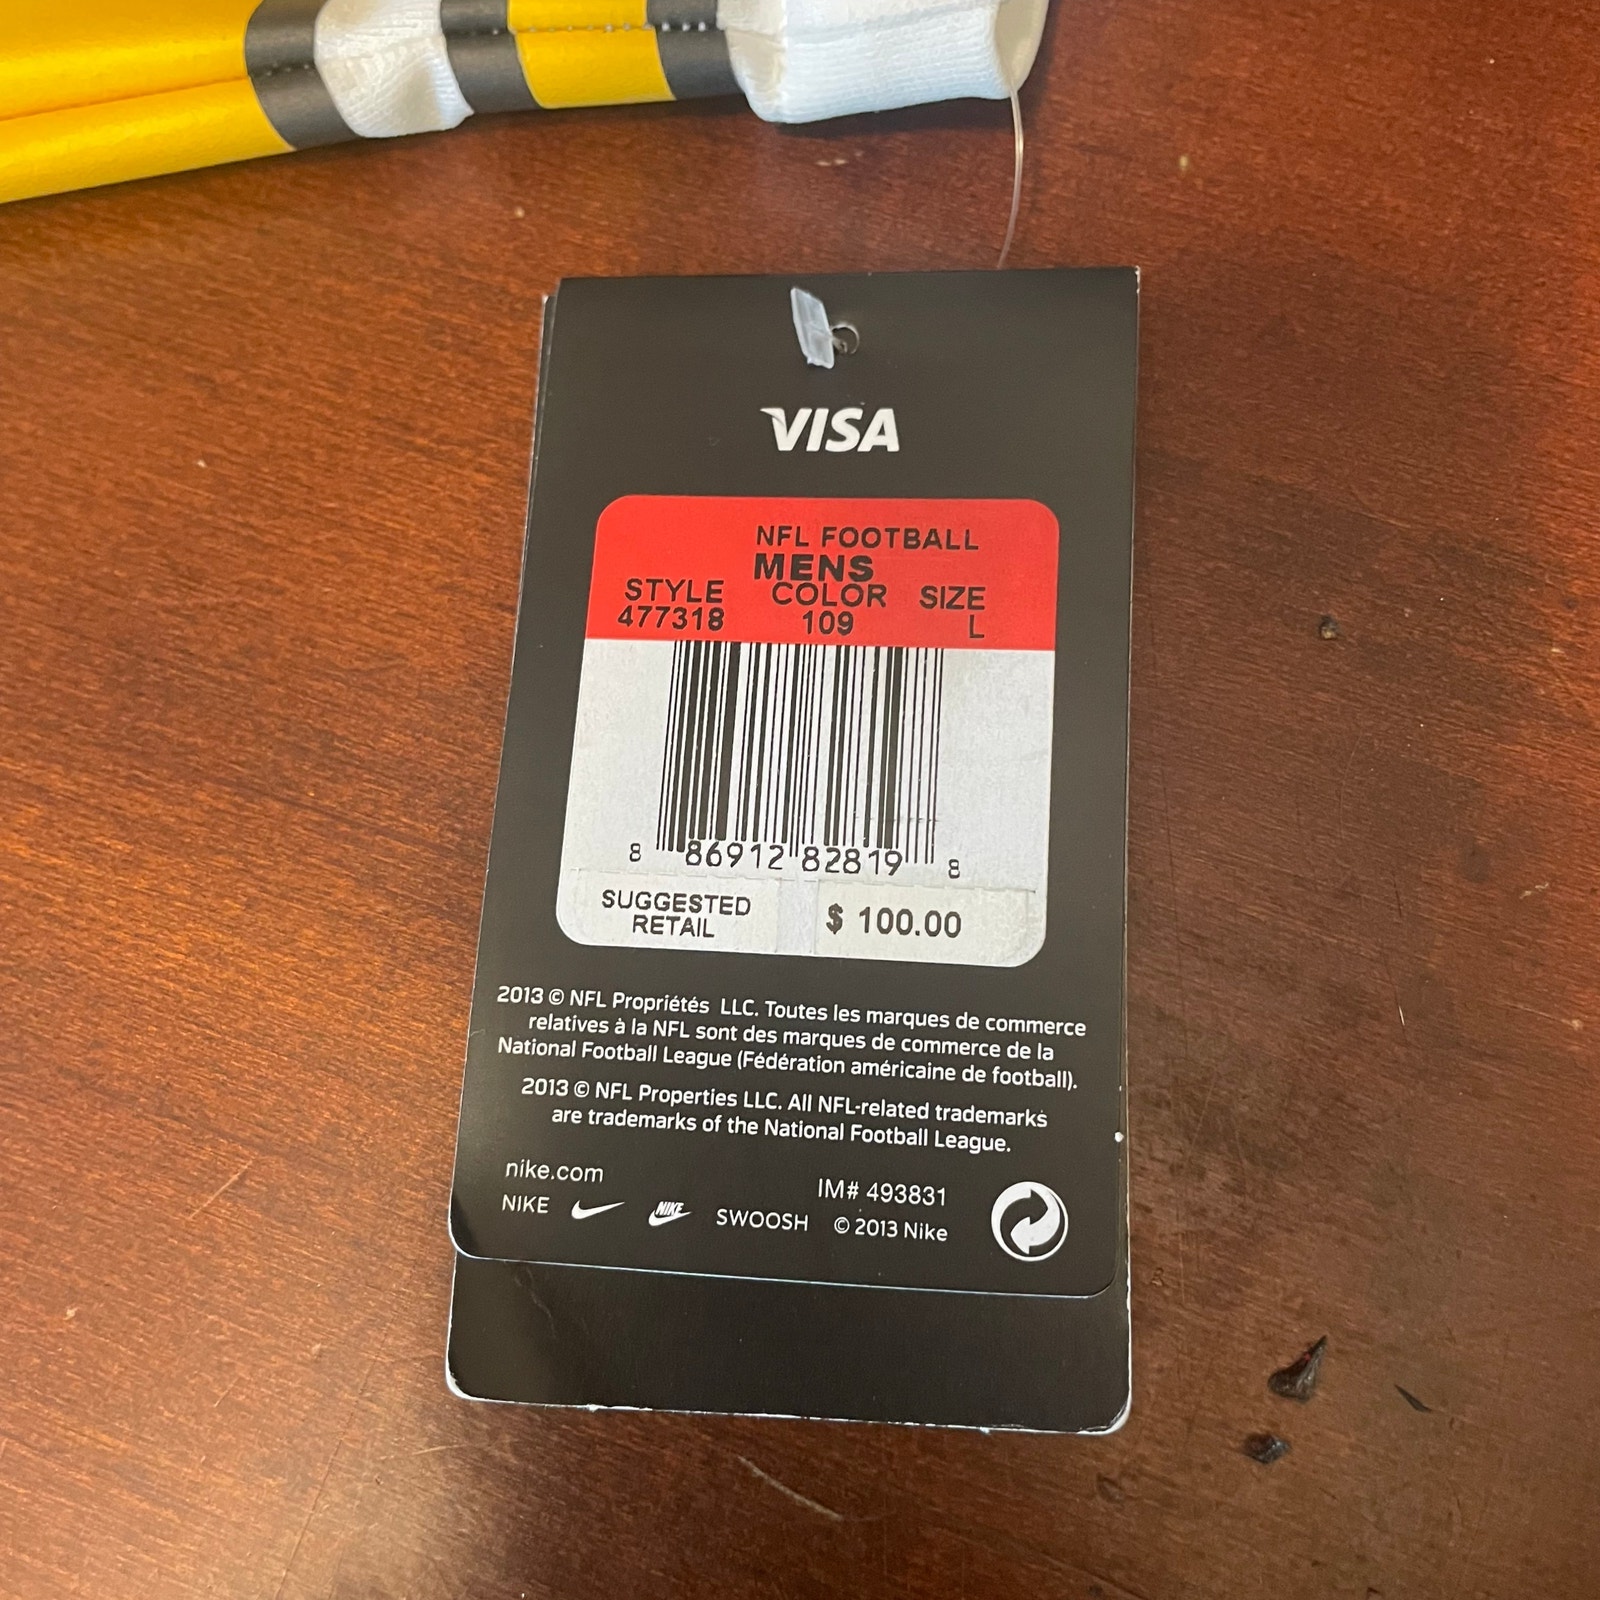 VISA
NFL FOOTBALL
MENS
STYLE COLOR SIZE
477318 109 L
8 86912 82819 8
SUGGESTED
RETAIL
$ 100.00
2013 © NFL Propriétés LLC. Toutes les marques de commerce
relatives à la NFL sont des marques de commerce de la
National Football League (Fédération américaine de football).
2013 © NFL Properties LLC. All NFL-related trademarks
are trademarks of the National Football League.
nike.com
IM# 493831
NIKE NIKE SWOOSH © 2013 Nike